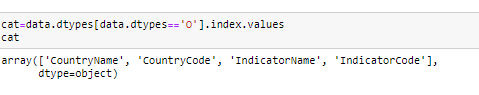 cat=data.dtypes[data.dtypes=='O'].index.values
cat
array(['CountryName', 'CountryCode', 'IndicatorName', 'IndicatorCode'],
dtype=object)